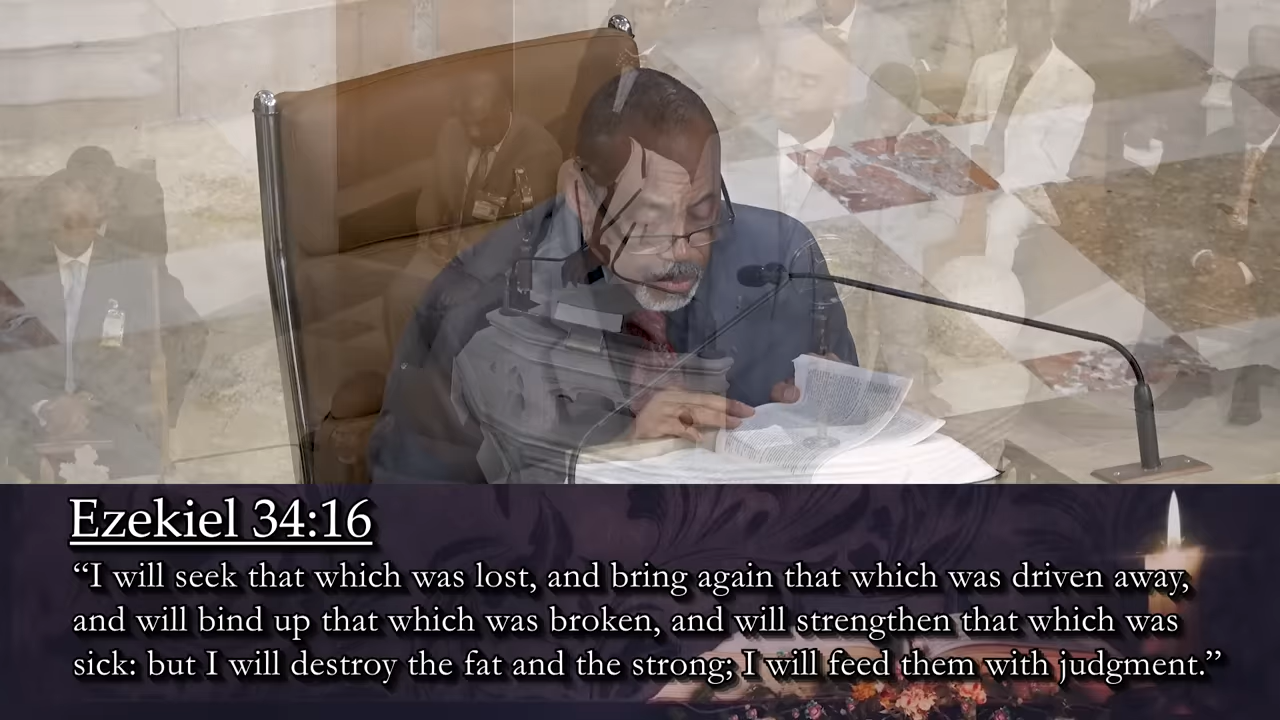 Ezekiel 34:16
“I will seek that which was lost, and bring again that which was driven away,
and will bind up that which was broken, and will strengthen that which was
sick: but I will destroy the fat and the strong; I will feed them with judgment.”